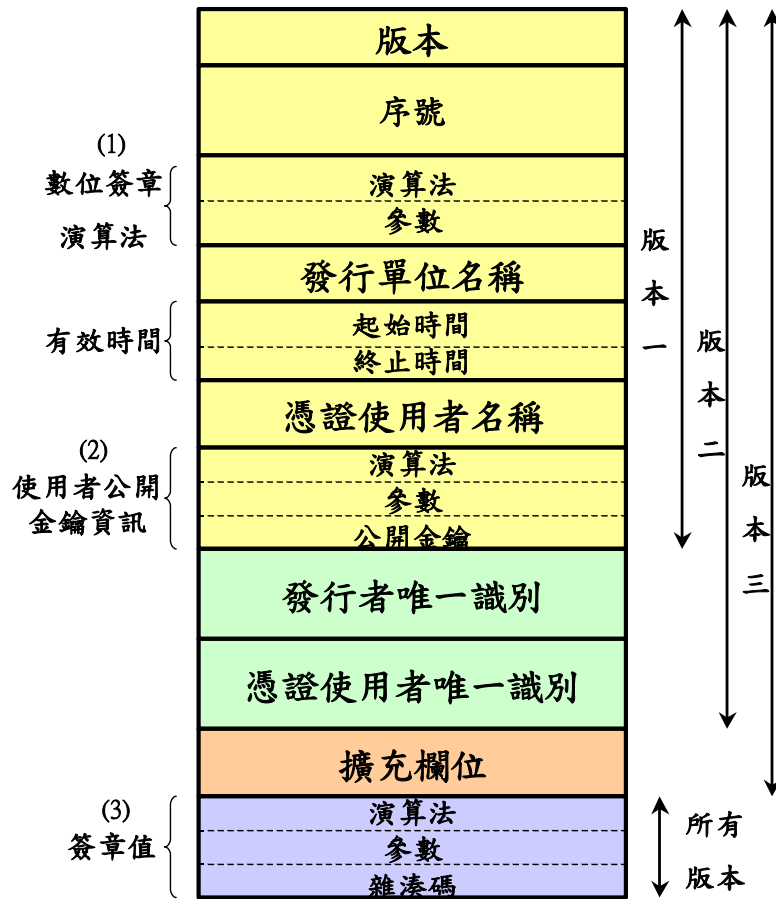 版本
序號
(1)
數位簽章
演算法
演算法
參數
發行單位名稱
有效時間
起始時間
終止時間
憑證使用者名稱
(2)
使用者公開
金鑰資訊
演算法
參數
公開金鑰
發行者唯一識別
憑證使用者唯一識別
擴充欄位
(3)
簽章值
演算法
參數
雜湊碼
版本一
版本二
版本三
所有
版本